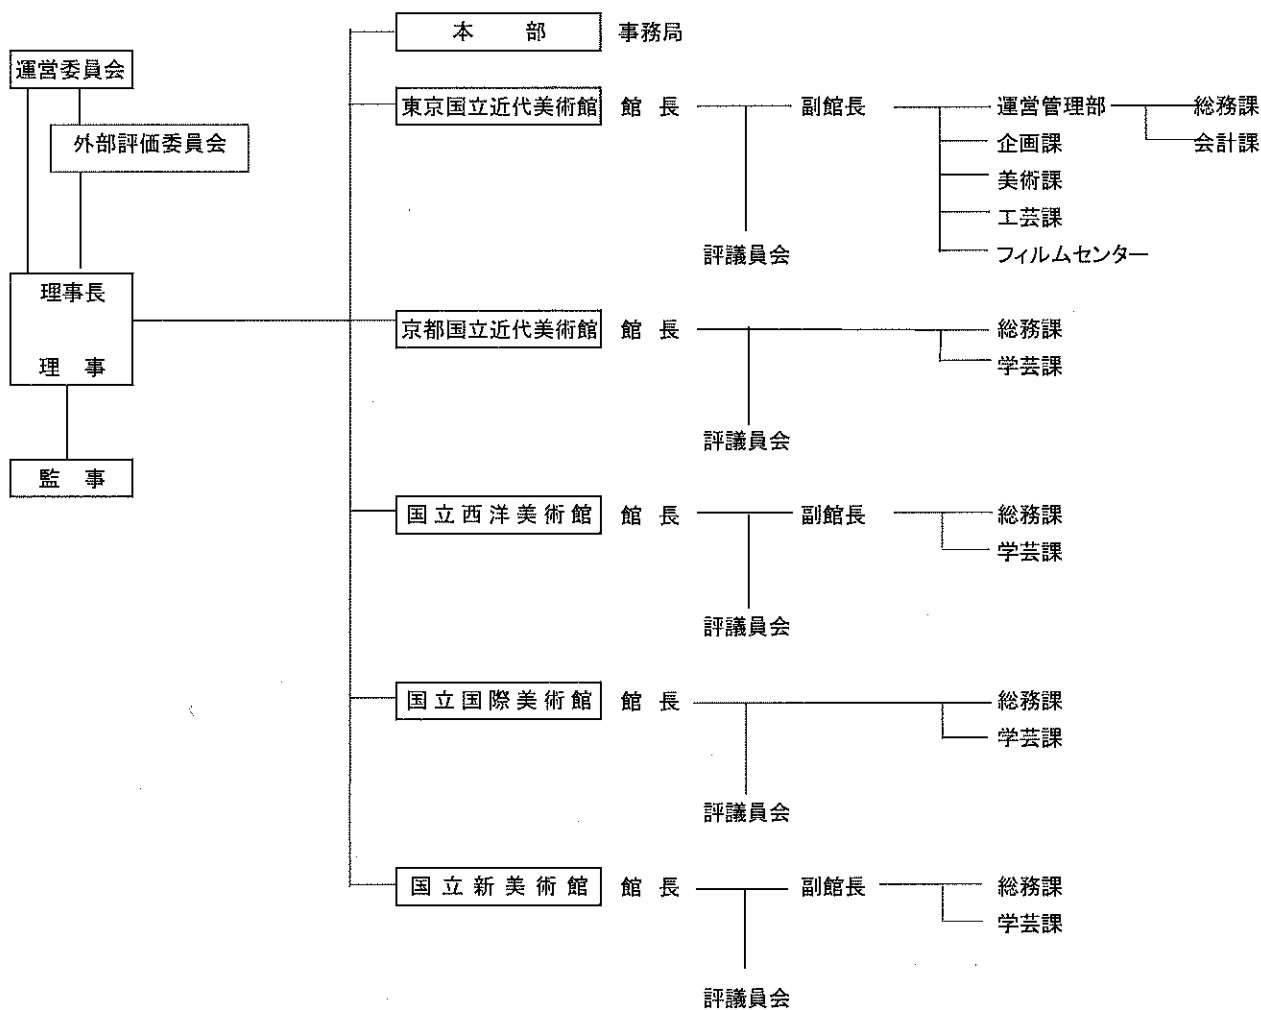 本 部 事務局
運営委員会
外部評価委員会
理事長
理 事
監 事
東京国立近代美術館 館 長 副館長 運営管理部 総務課
会計課
企画課
美術課
工芸課
フィルムセンター
評議員会
京都国立近代美術館 館 長 総務課
学芸課
評議員会
国立西洋美術館 館 長 副館長 総務課
学芸課
評議員会
国立国際美術館 館 長 総務課
学芸課
評議員会
国立新美術館 館 長 副館長 総務課
学芸課
評議員会